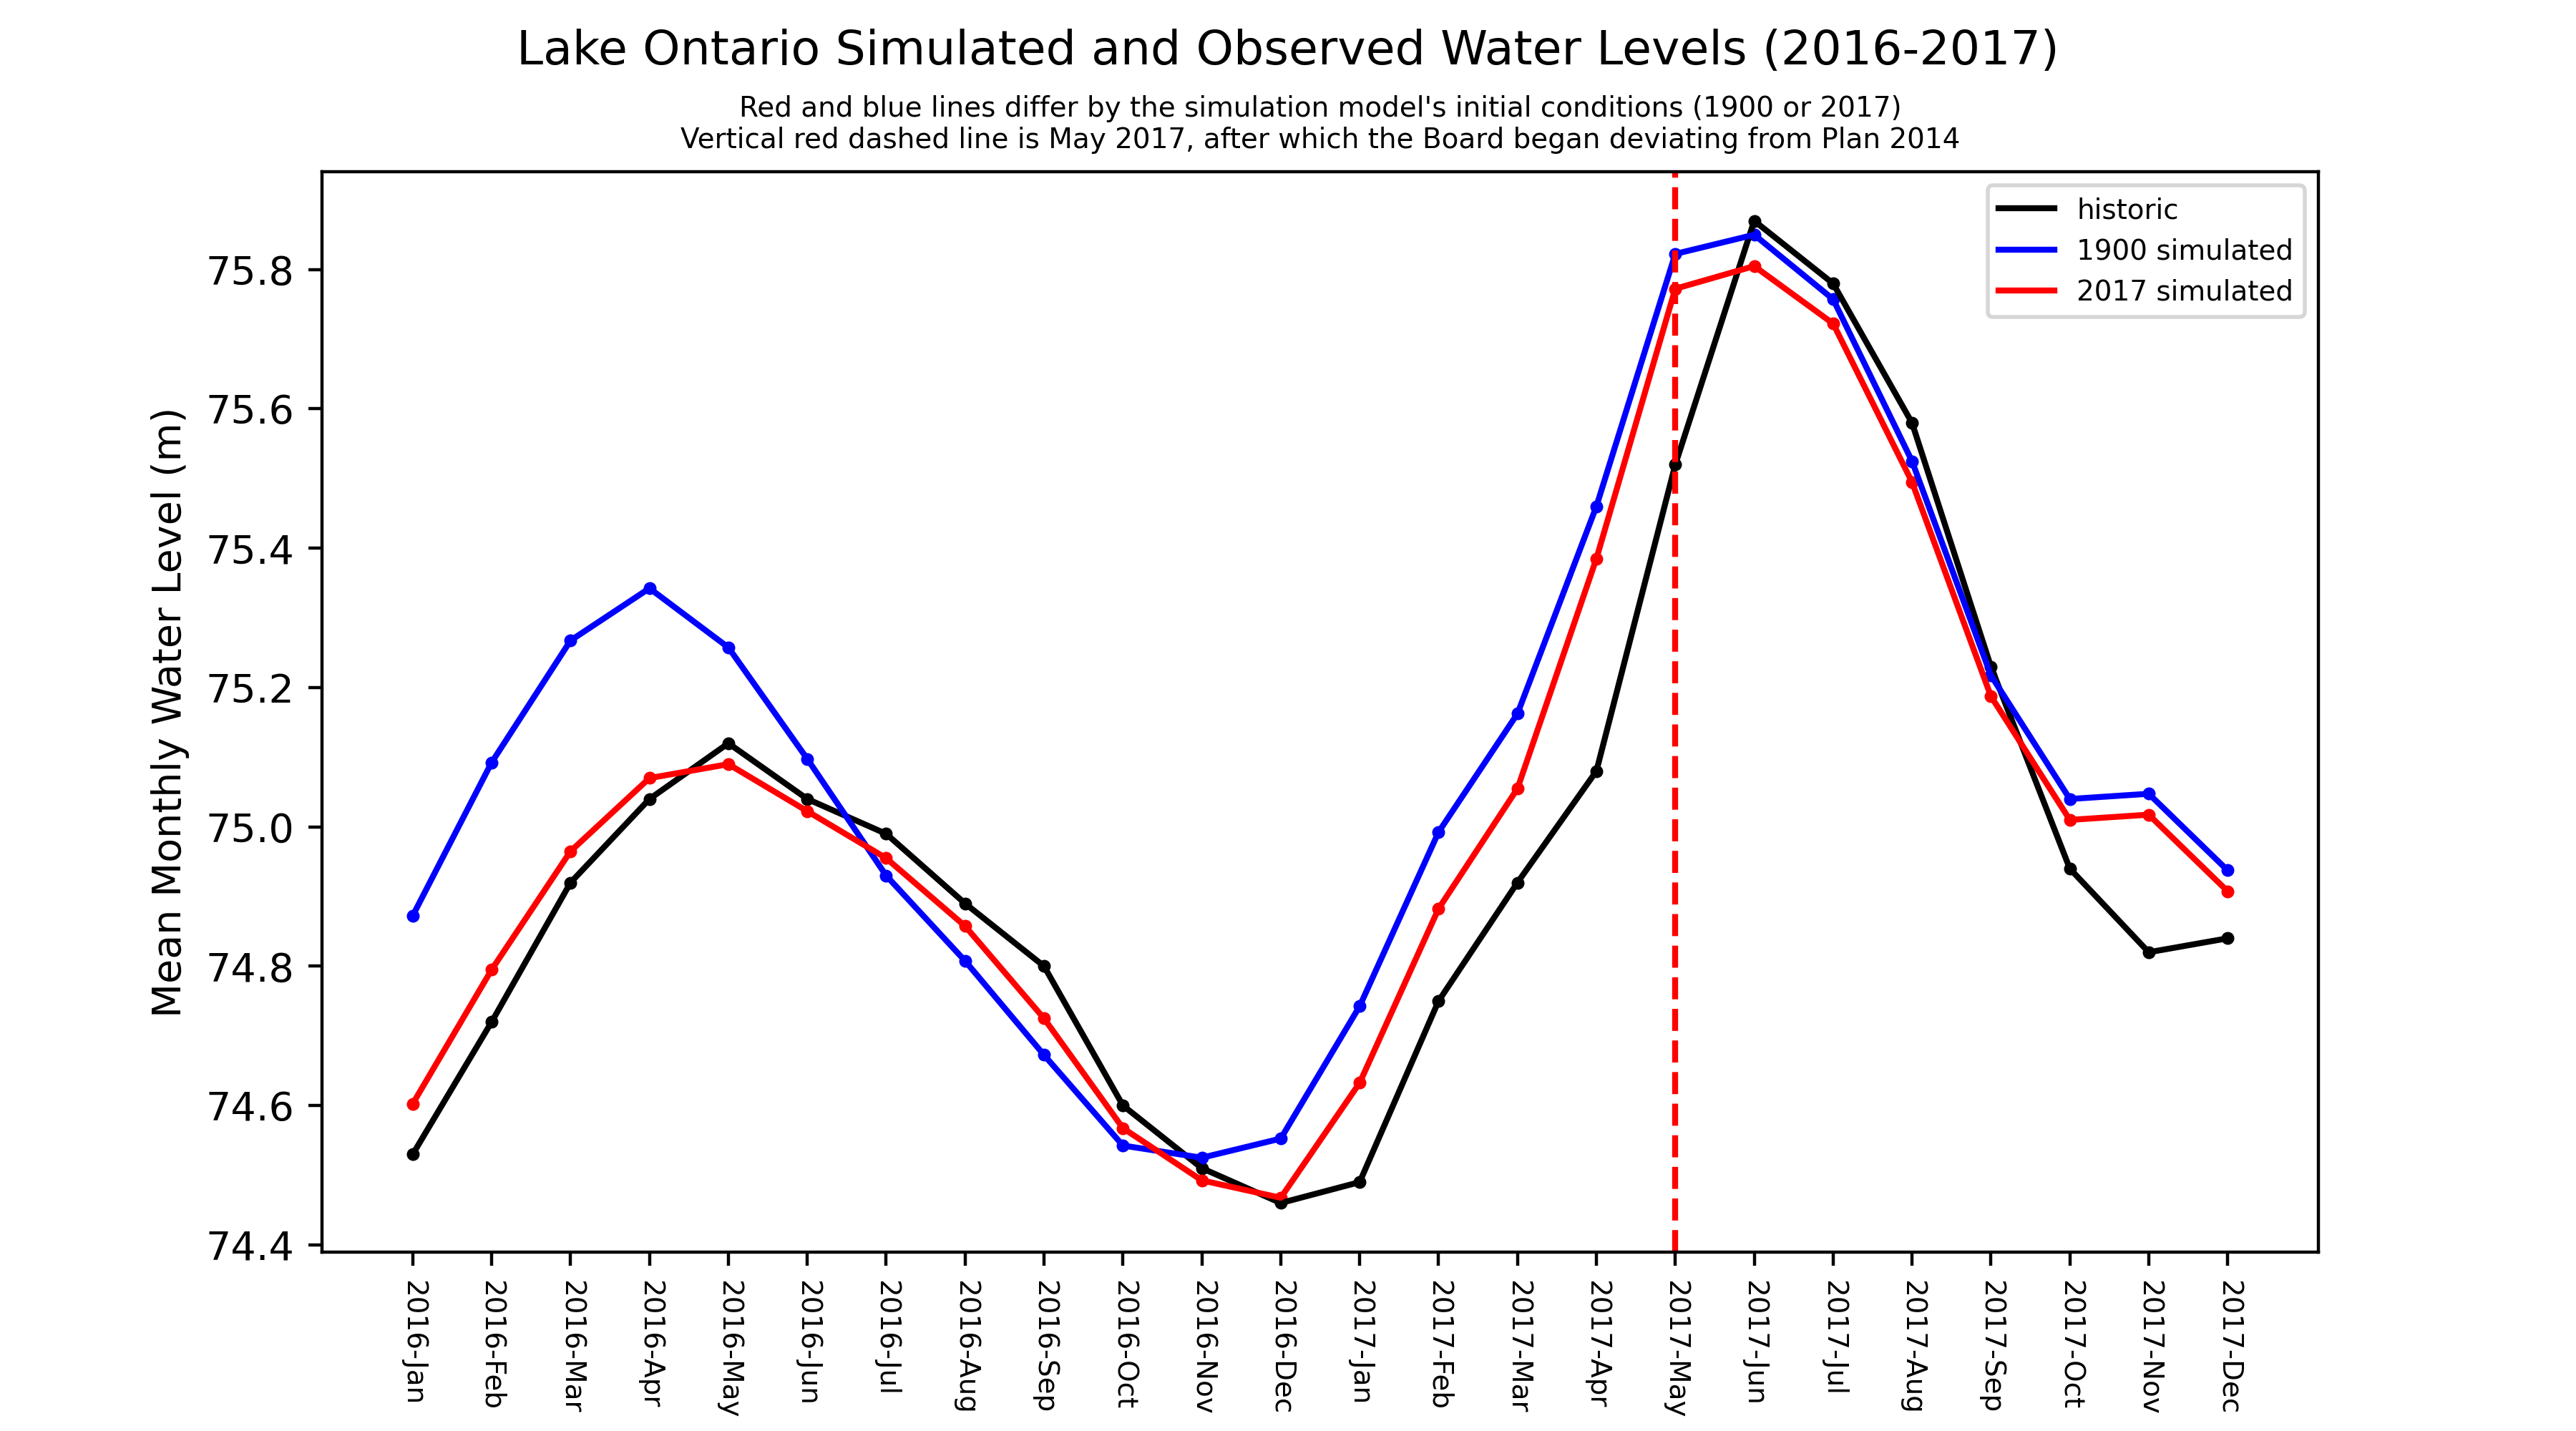 Lake Ontario Simulated and Observed Water Levels (2016-2017)
Red and blue lines differ by the simulation model's initial conditions (1900 or 2017)
Vertical red dashed line is May 2017, after which the Board began deviating from Plan 2014
historic
1900 simulated
2017 simulated
Mean Monthly Water Level (m)
75.8
75.6
75.4
75.2
75.0
74.8
74.6
74.4
2016-Jan
2016-Feb
2016-Mar
2016-Apr
2016-May
2016-Jun
2016-Jul
2016-Aug
2016-Sep
2016-Oct
2016-Nov
2016-Dec
2017-Jan
2017-Feb
2017-Mar
2017-Apr
2017-May
2017-Jun
2017-Jul
2017-Aug
2017-Sep
2017-Oct
2017-Nov
2017-Dec